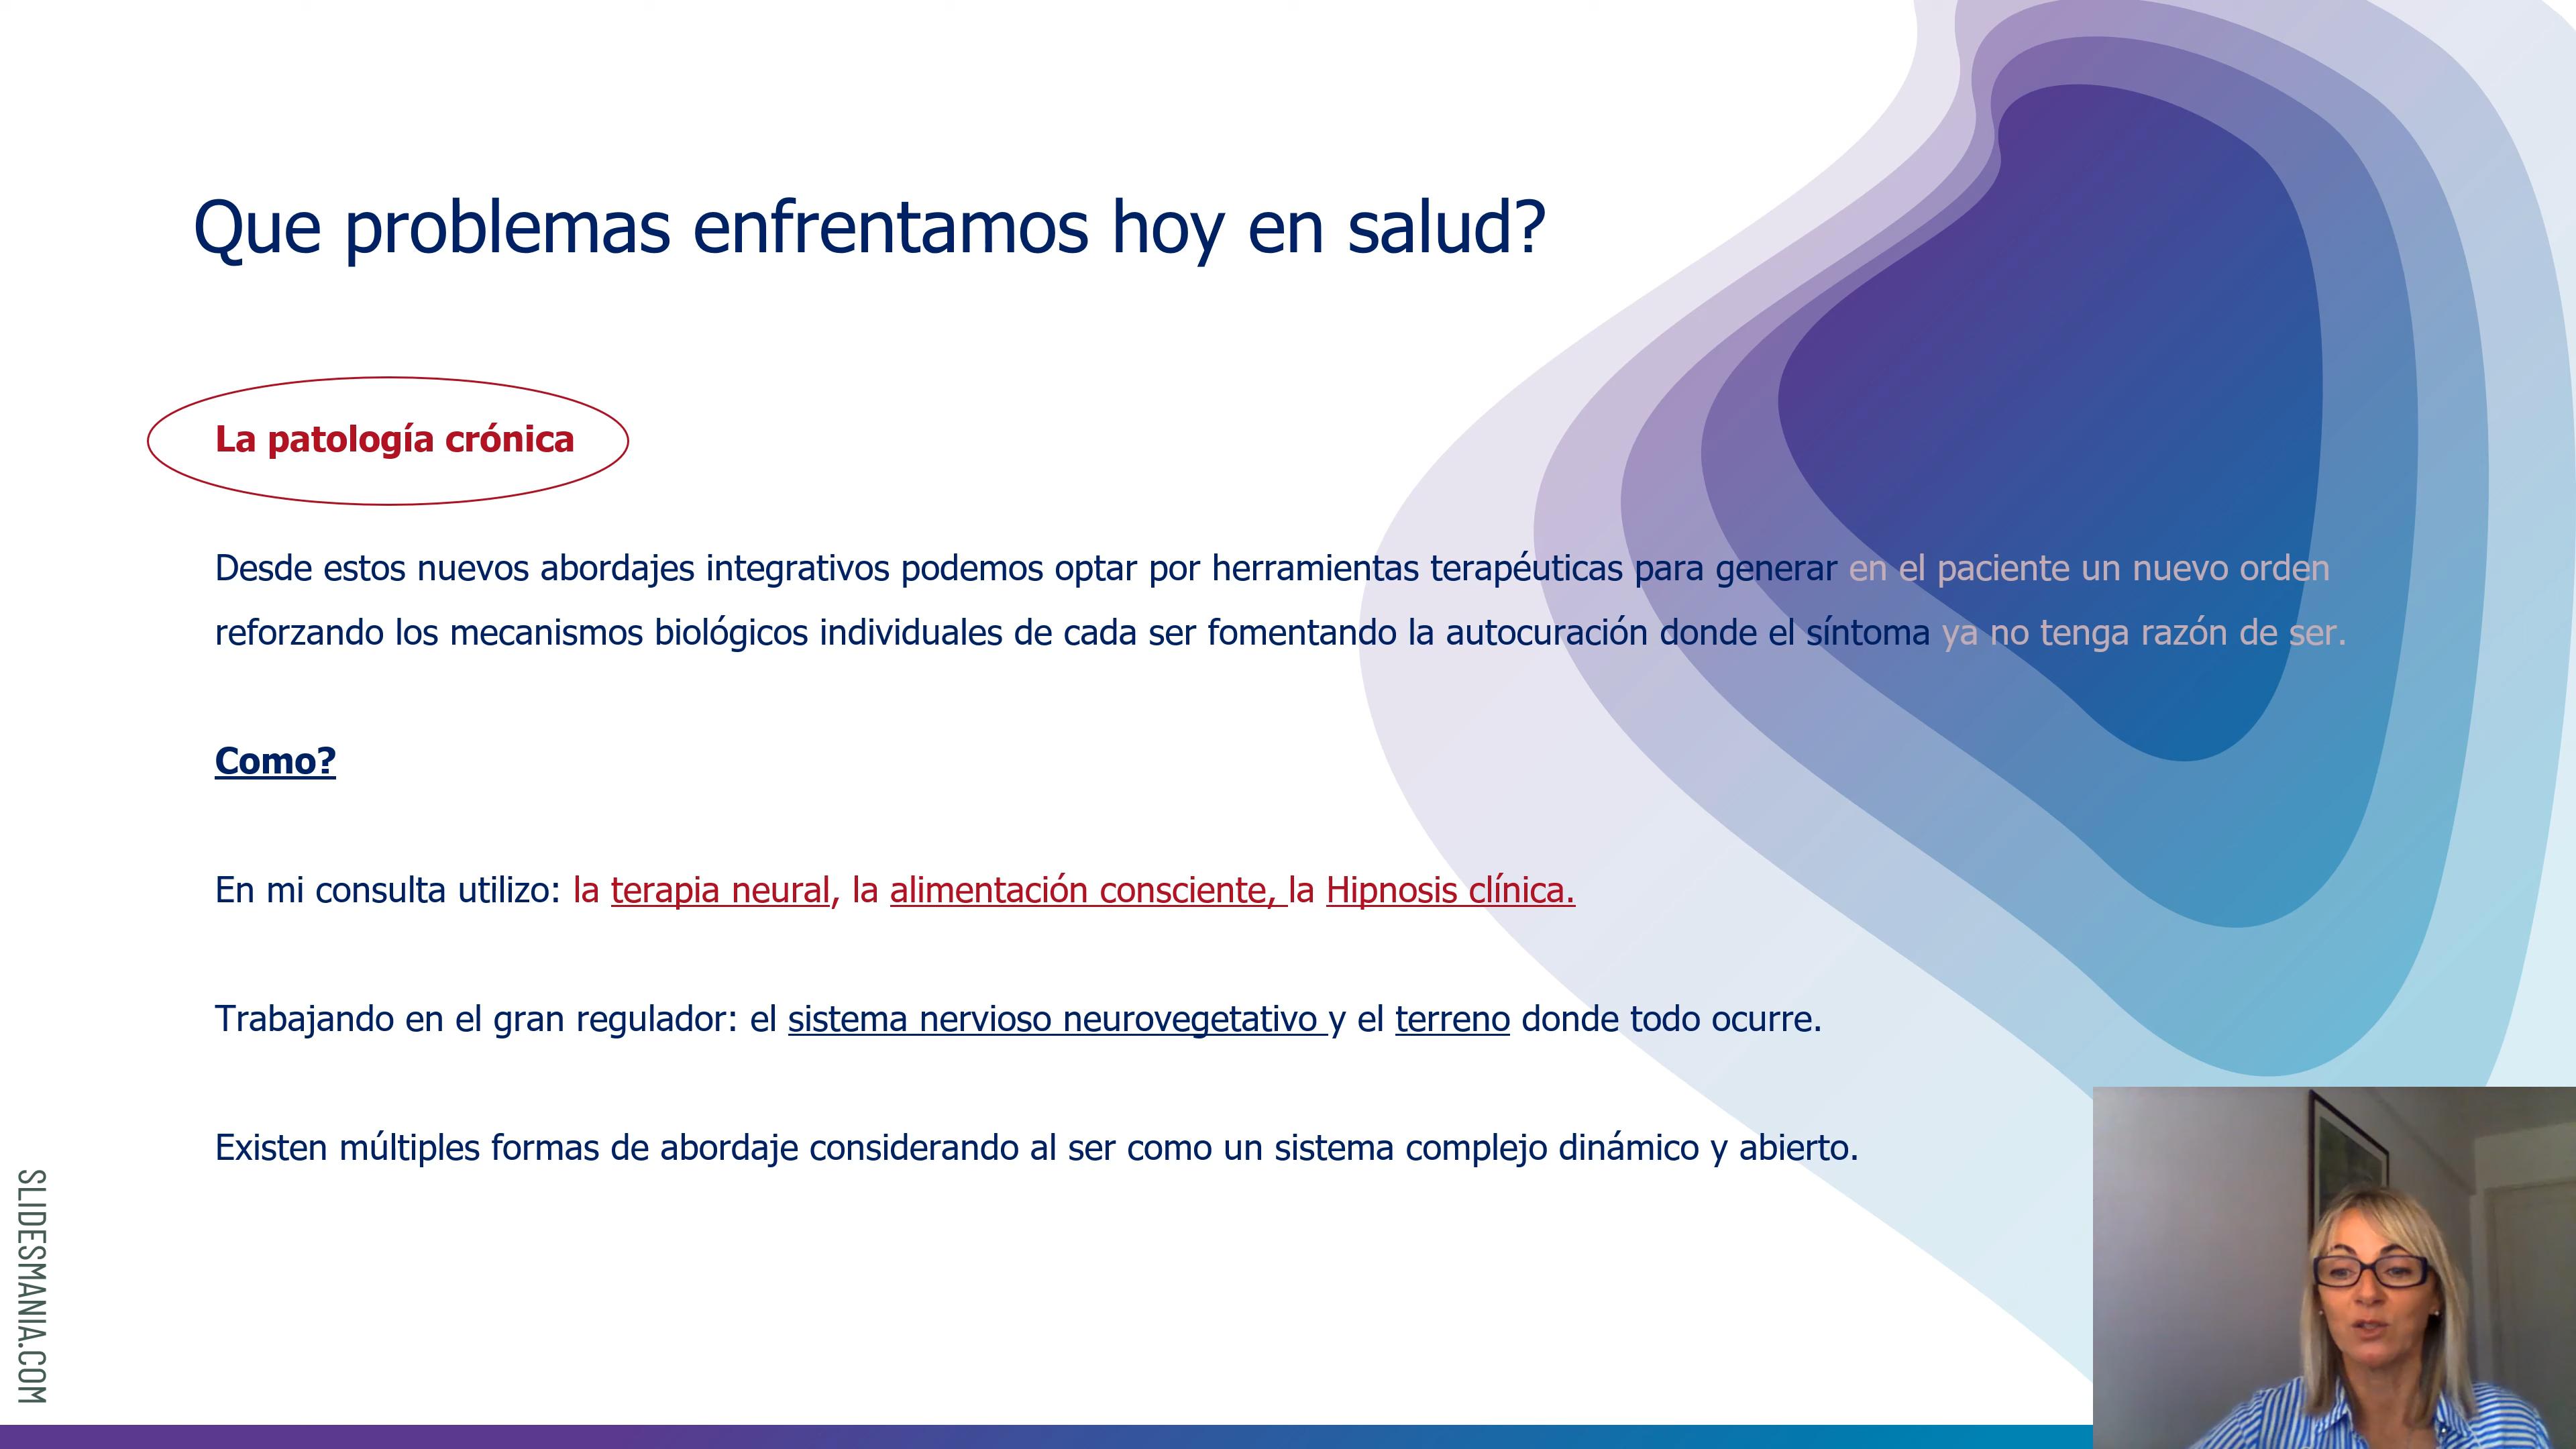 Que problemas enfrentamos hoy en salud?
La patología crónica
Desde estos nuevos abordajes integrativos podemos optar por herramientas terapéuticas para generar en el paciente un nuevo orden
reforzando los mecanismos biológicos individuales de cada ser fomentando la autocuración donde el síntoma ya no tenga razón de ser.
Como?
En mi consulta utilizo: la terapia neural, la alimentación consciente, la Hipnosis clínica.
Trabajando en el gran regulador: el sistema nervioso neurovegetativo y el terreno donde todo ocurre.
Existen múltiples formas de abordaje considerando al ser como un sistema complejo dinámico y abierto.
SLIDESMANIA.COM